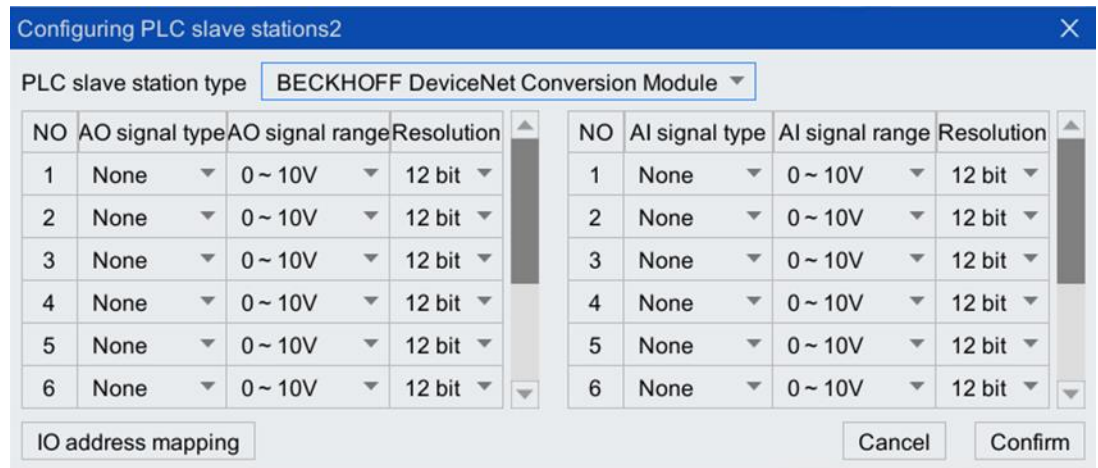 Configuring PLC slave stations2
PLC slave station type BECKHOFF DeviceNet Conversion Module
NO AO signal type AO signal range Resolution NO AI signal type AI signal range Resolution
1 None 0 ~ 10V 12 bit 1 None 0 ~ 10V 12 bit
2 None 0 ~ 10V 12 bit 2 None 0 ~ 10V 12 bit
3 None 0 ~ 10V 12 bit 3 None 0 ~ 10V 12 bit
4 None 0 ~ 10V 12 bit 4 None 0 ~ 10V 12 bit
5 None 0 ~ 10V 12 bit 5 None 0 ~ 10V 12 bit
6 None 0 ~ 10V 12 bit 6 None 0 ~ 10V 12 bit
IO address mapping Cancel Confirm